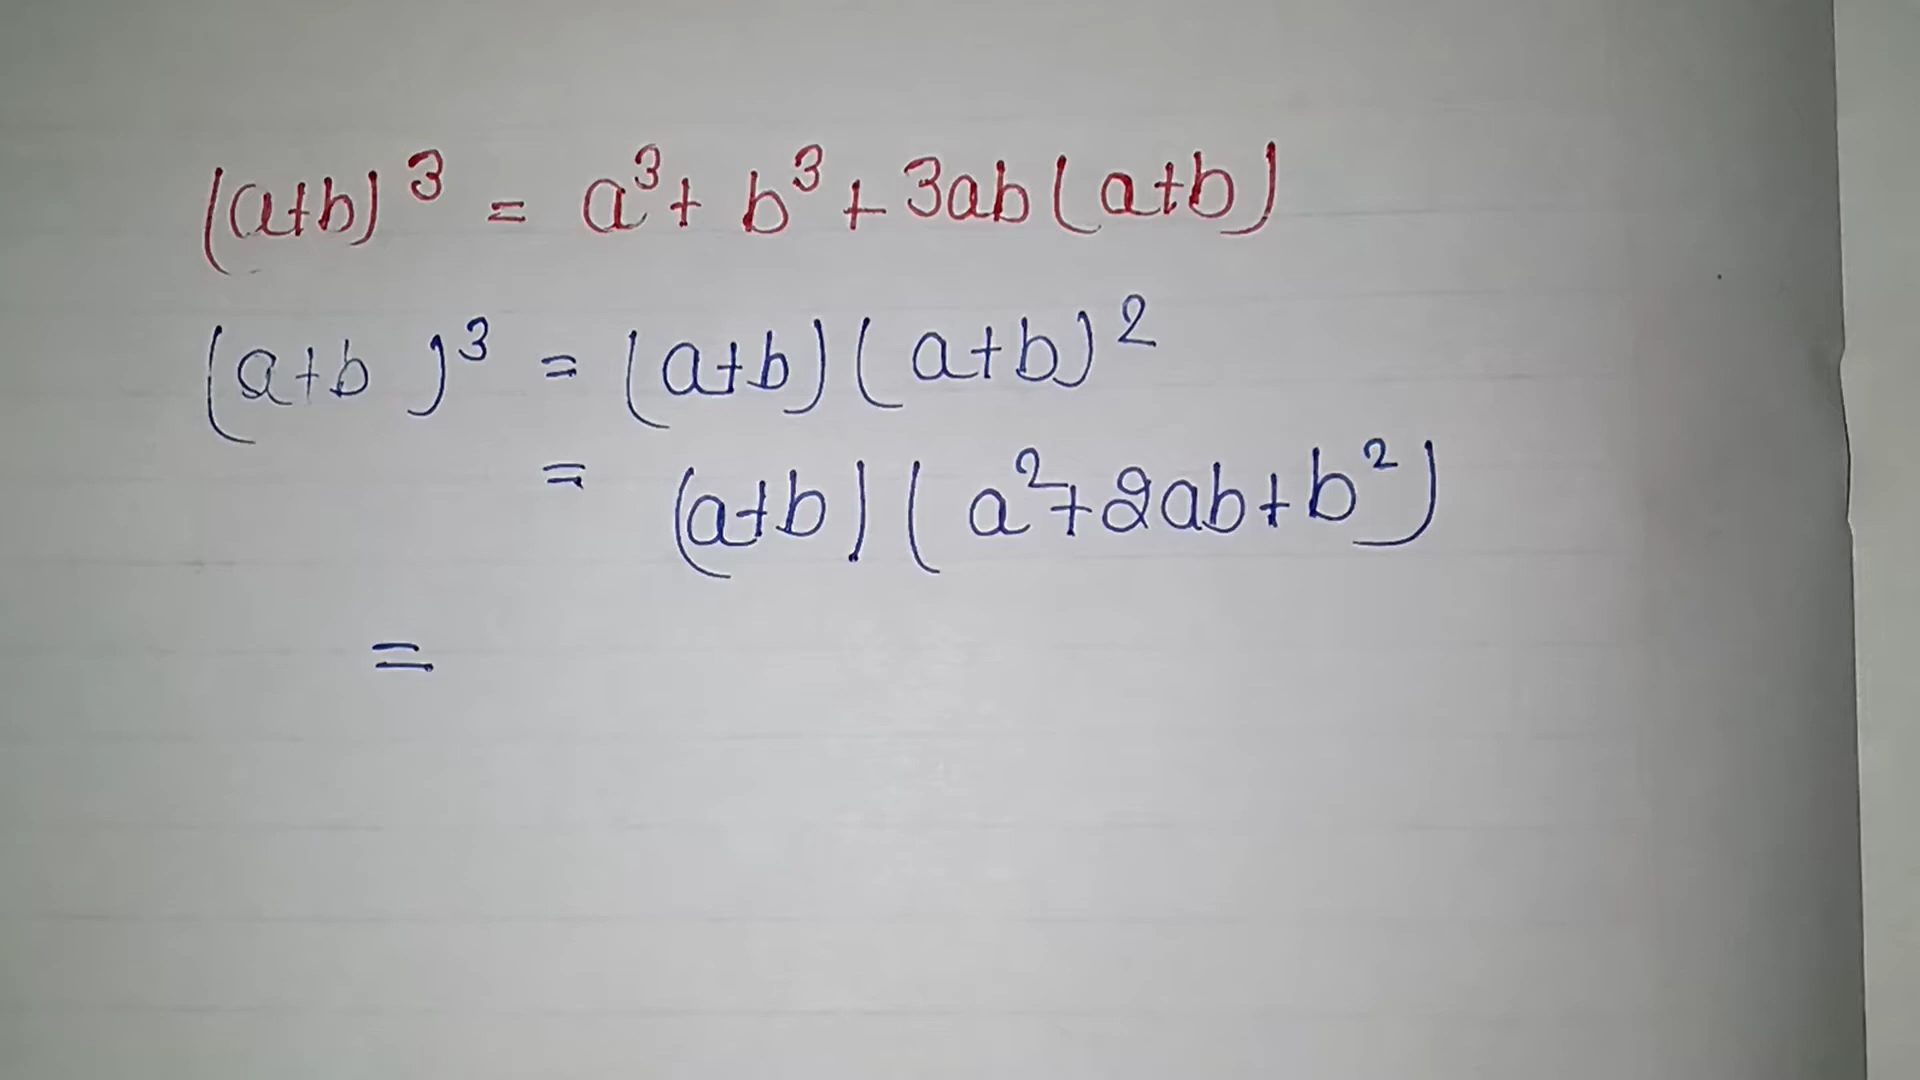 (a+b)³ = a³+ b³+3ab(a+b)
(a+b )³ = (a+b)( a+b)²
= (a+b)( a²+2ab+b²)
=